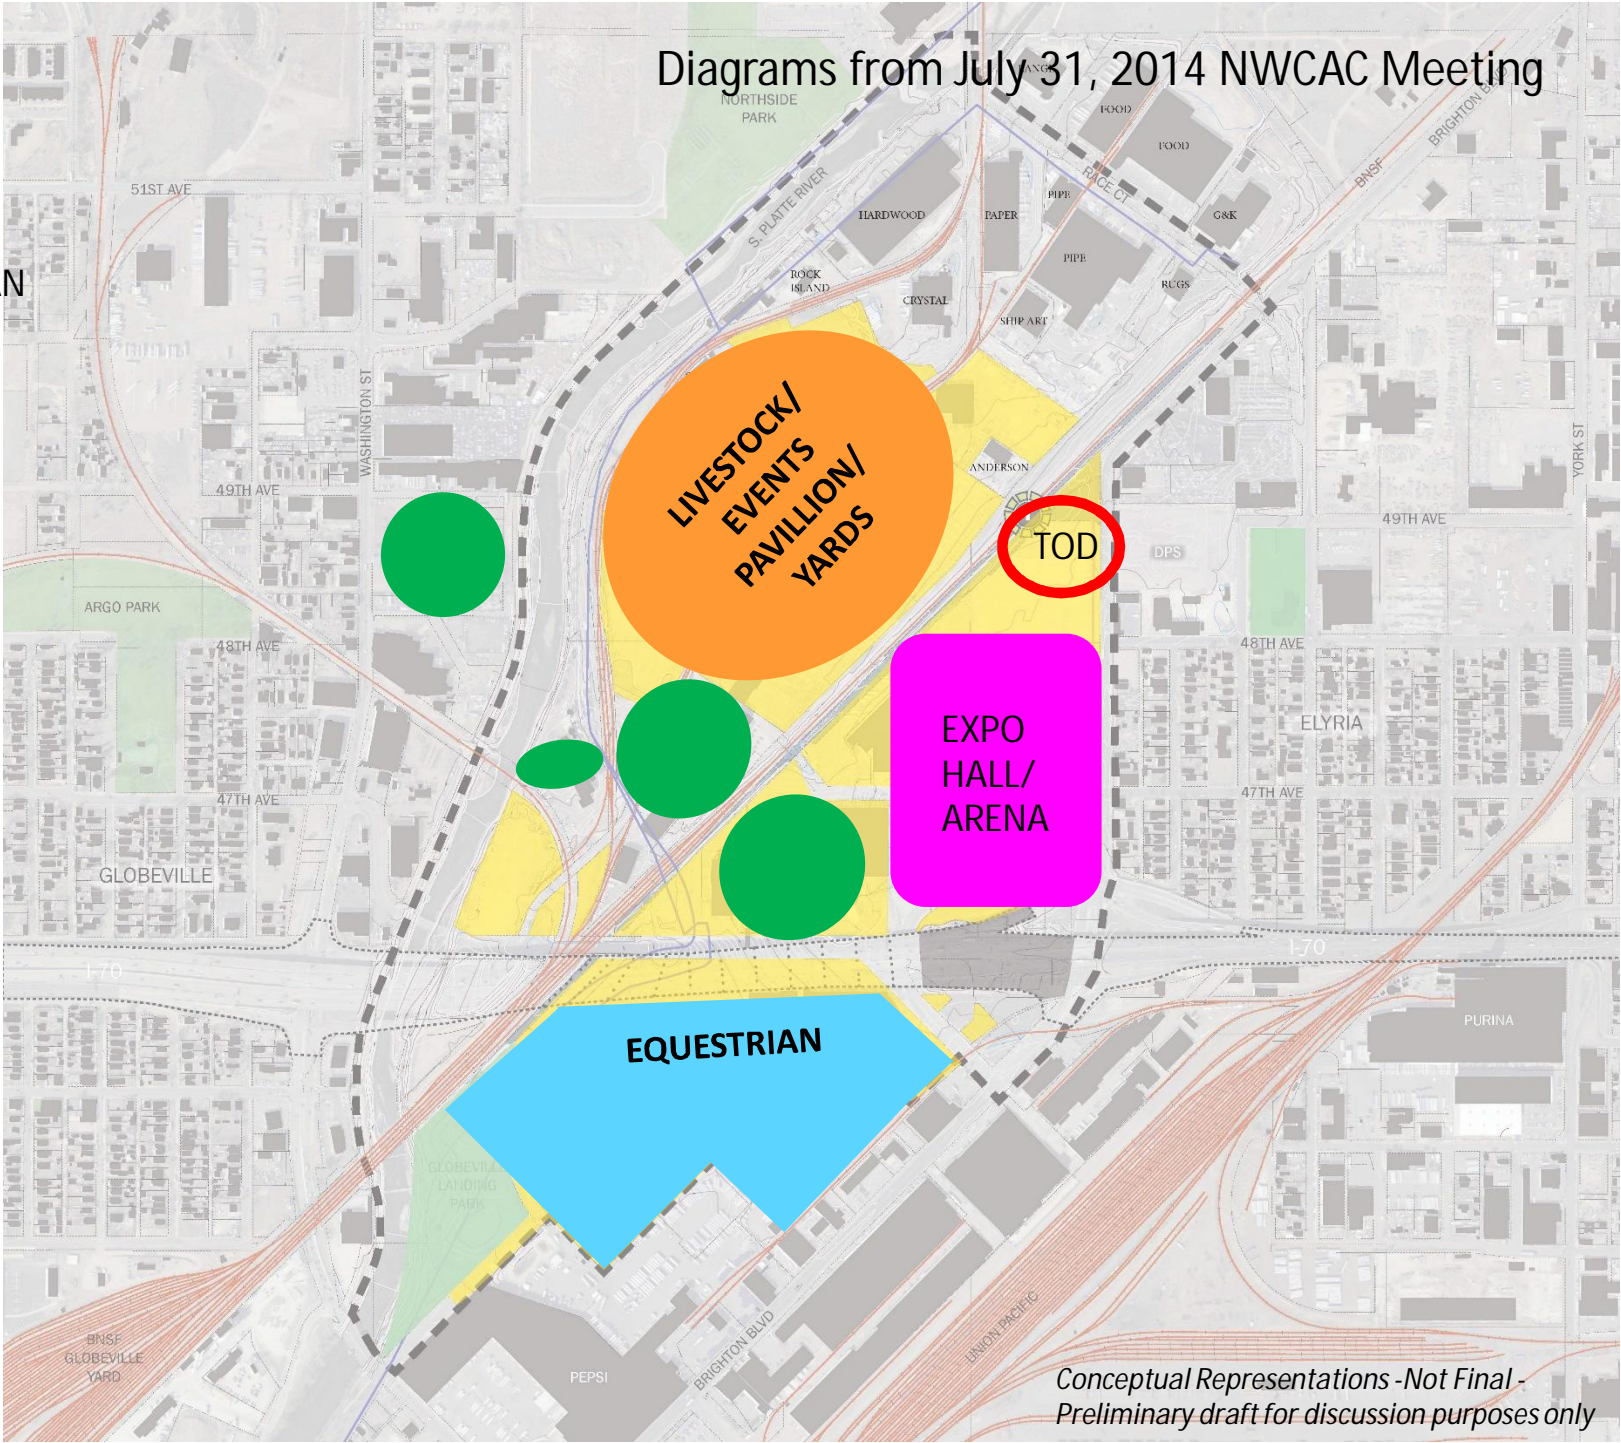 Diagrams from July 31, 2014 NWCAC Meeting
NORTHSIDE
PARK
FOOD
FOOD
BRIGHTON BLVD
BNSF
51ST AVE
S. PLATTE RIVER
HARDWOOD
PAPER
PIPE
RACE CT
G&K
PIPE
ROCK
ISLAND
CRYSTAL
RUGS
SHIP ART
WASHINGTON ST
YORK ST
LIVESTOCK/
EVENTS
PAVILLION/
YARDS
ANDERSON
49TH AVE
49TH AVE
TOD
DPS
ARGO PARK
48TH AVE
48TH AVE
EXPO
HALL/
ARENA
ELYRIA
47TH AVE
47TH AVE
GLOBEVILLE
I-70
I-70
EQUESTRIAN
PURINA
GLOBEVILLE
LANDING
PARK
BNSF
GLOBEVILLE
YARD
PEPSI
BRIGHTON BLVD
UNION PACIFIC
Conceptual Representations -Not Final -
Preliminary draft for discussion purposes only